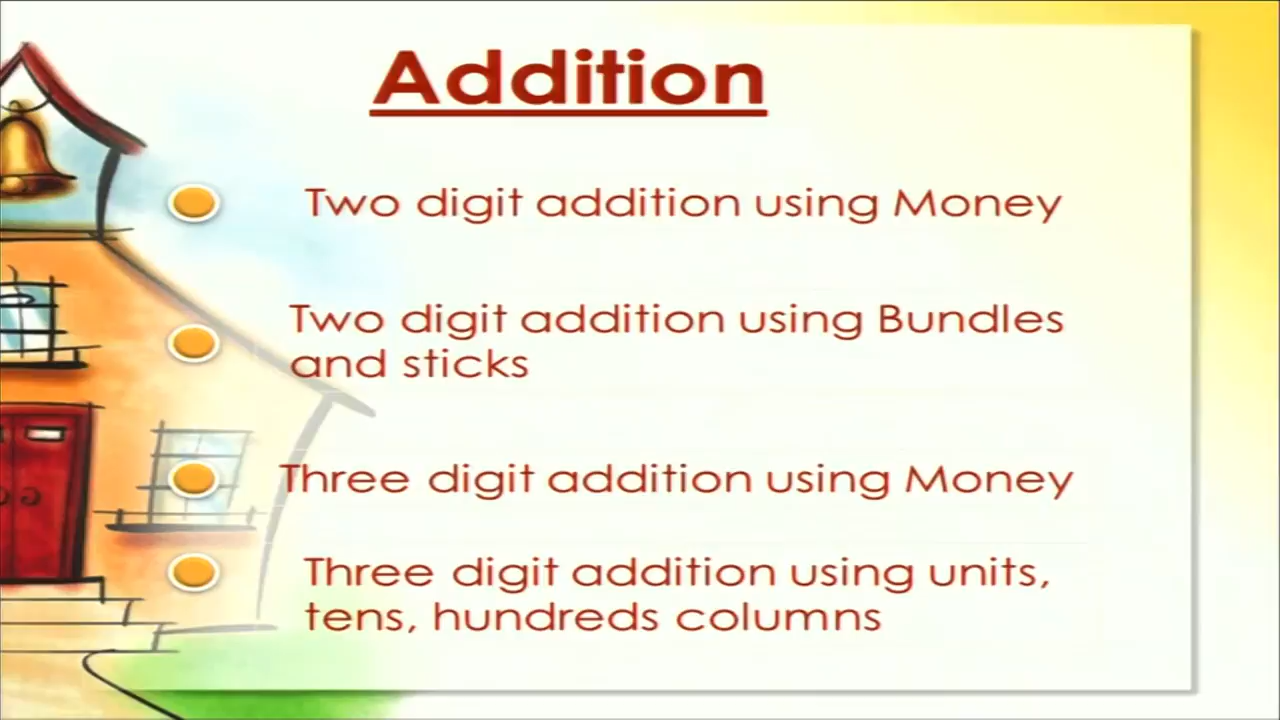 Addition
Two digit addition using Money
Two digit addition using Bundles
and sticks
Three digit addition using Money
Three digit addition using units,
tens, hundreds columns